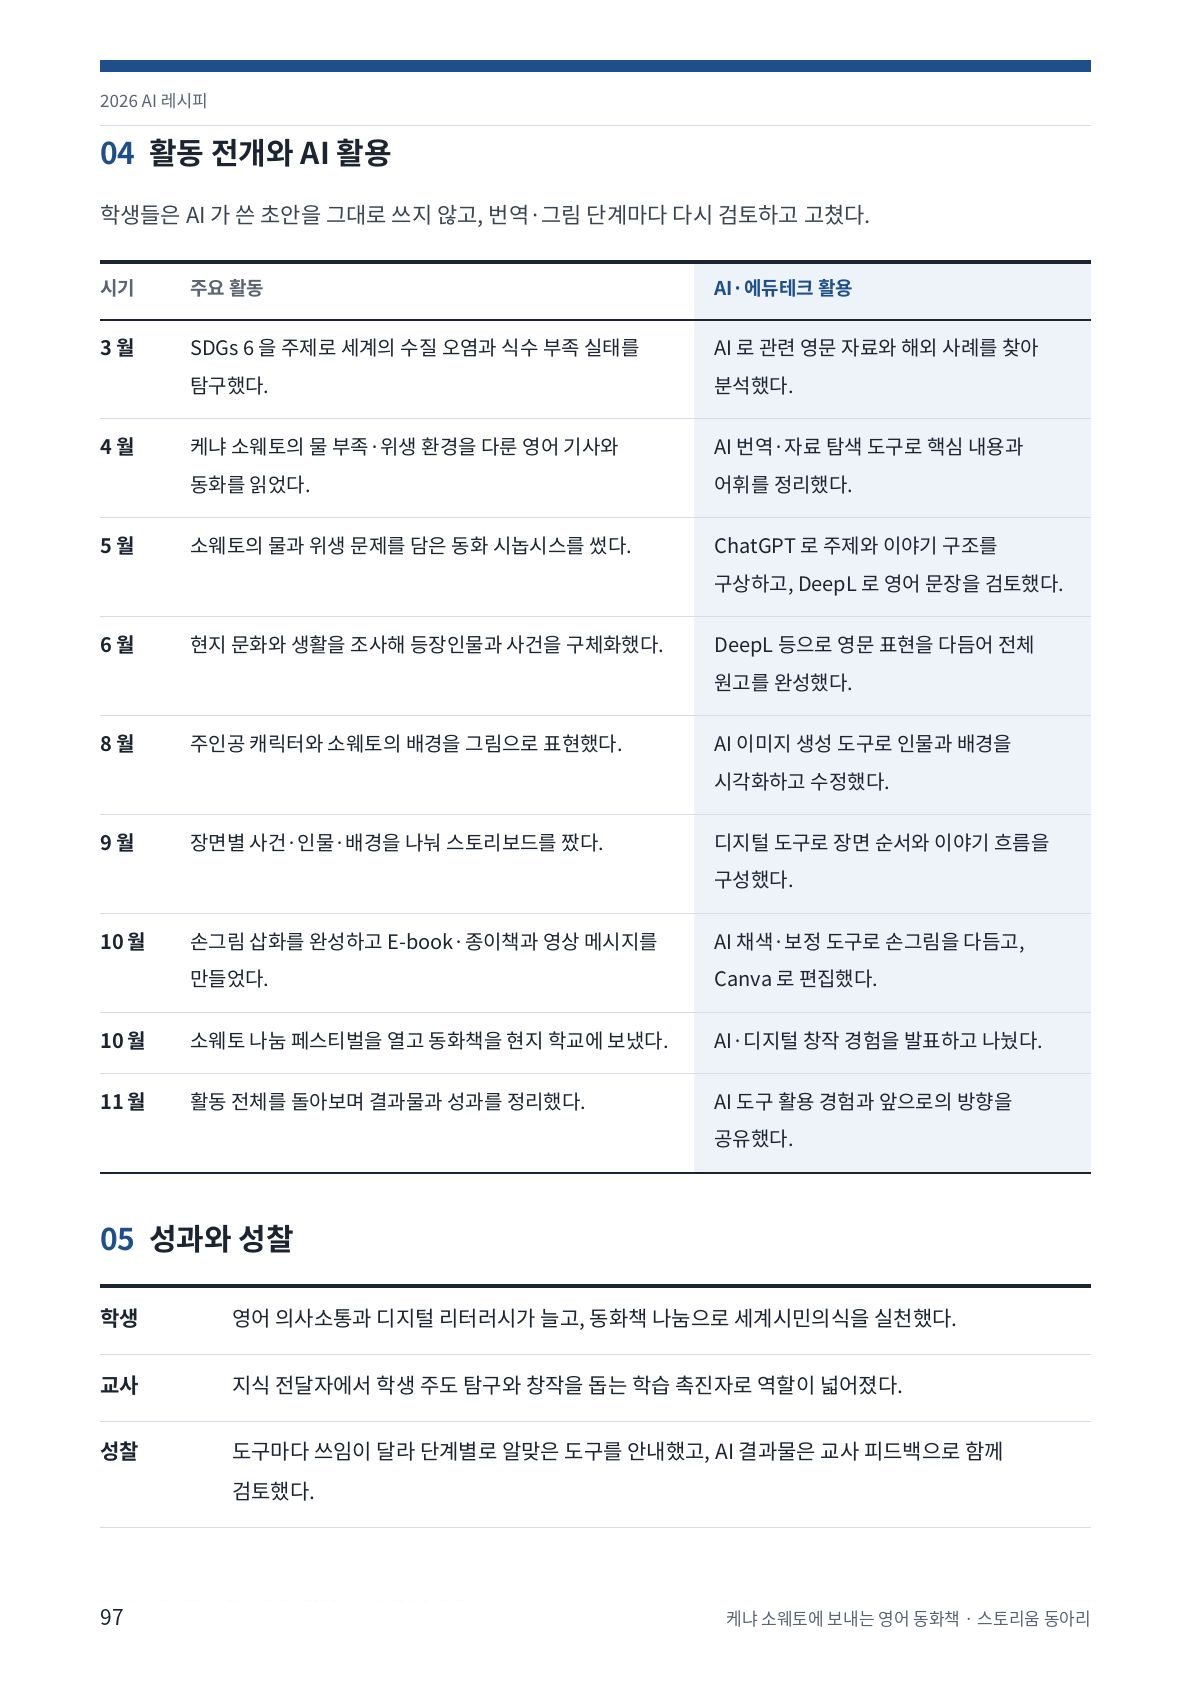 2026 AI 레시피
04 활동 전개와 AI 활용
학생들은 AI 가 쓴 초안을 그대로 쓰지 않고, 번역·그림 단계마다 다시 검토하고 고쳤다.
시기 주요 활동 AI·에듀테크 활용
3 월 SDGs 6 을 주제로 세계의 수질 오염과 식수 부족 실태를 AI 로 관련 영문 자료와 해외 사례를 찾아
탐구했다. 분석했다.
4 월 케냐 소웨토의 물 부족·위생 환경을 다룬 영어 기사와 AI 번역·자료 탐색 도구로 핵심 내용과
동화를 읽었다. 어휘를 정리했다.
5 월 소웨토의 물과 위생 문제를 담은 동화 시놉시스를 썼다. ChatGPT 로 주제와 이야기 구조를
구상하고, DeepL 로 영어 문장을 검토했다.
6 월 현지 문화와 생활을 조사해 등장인물과 사건을 구체화했다. DeepL 등으로 영문 표현을 다듬어 전체
원고를 완성했다.
8 월 주인공 캐릭터와 소웨토의 배경을 그림으로 표현했다. AI 이미지 생성 도구로 인물과 배경을
시각화하고 수정했다.
9 월 장면별 사건·인물·배경을 나눠 스토리보드를 짰다. 디지털 도구로 장면 순서와 이야기 흐름을
구성했다.
10 월 손그림 삽화를 완성하고 E-book·종이책과 영상 메시지를 AI 채색·보정 도구로 손그림을 다듬고,
만들었다. Canva 로 편집했다.
10 월 소웨토 나눔 페스티벌을 열고 동화책을 현지 학교에 보냈다. AI·디지털 창작 경험을 발표하고 나눴다.
11 월 활동 전체를 돌아보며 결과물과 성과를 정리했다. AI 도구 활용 경험과 앞으로의 방향을
공유했다.
05 성과와 성찰
학생 영어 의사소통과 디지털 리터러시가 늘고, 동화책 나눔으로 세계시민의식을 실천했다.
교사 지식 전달자에서 학생 주도 탐구와 창작을 돕는 학습 촉진자로 역할이 넓어졌다.
성찰 도구마다 쓰임이 달라 단계별로 알맞은 도구를 안내했고, AI 결과물은 교사 피드백으로 함께
검토했다.
97 케냐 소웨토에 보내는 영어 동화책 · 스토리움 동아리